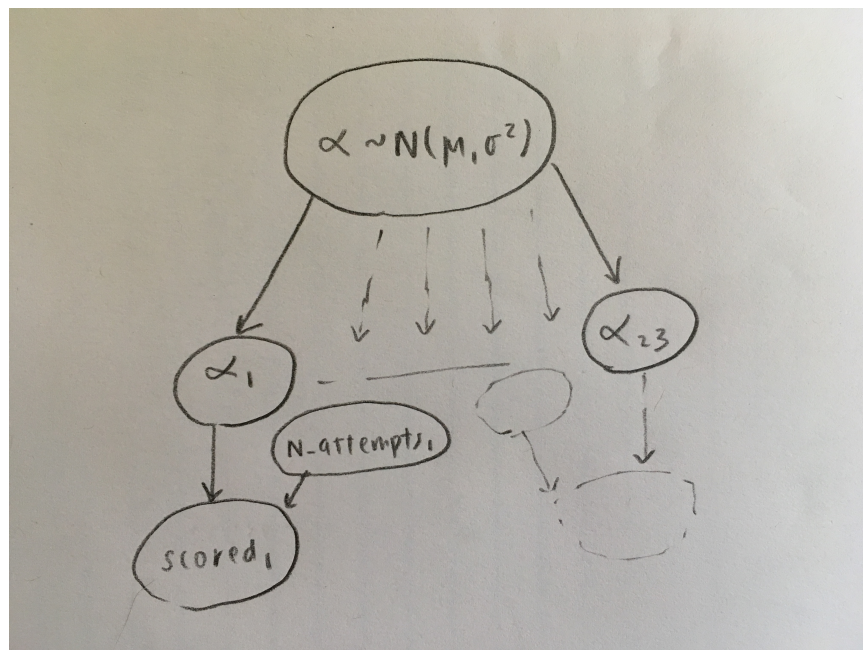 α ~ N(μ, σ²)
α₂₃
α₁
N-attempts₁
scored₁